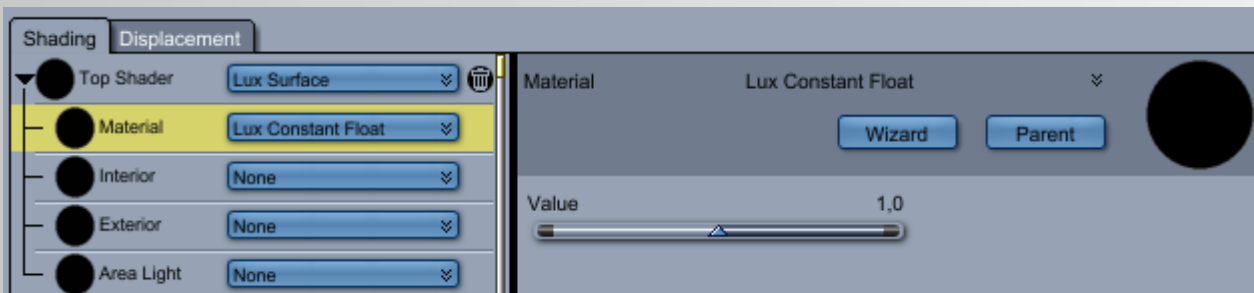 Shading Displacement
Top Shader Lux Surface
Material Lux Constant Float
Interior None
Exterior None
Area Light None
Material Lux Constant Float
Wizard Parent
Value 1,0